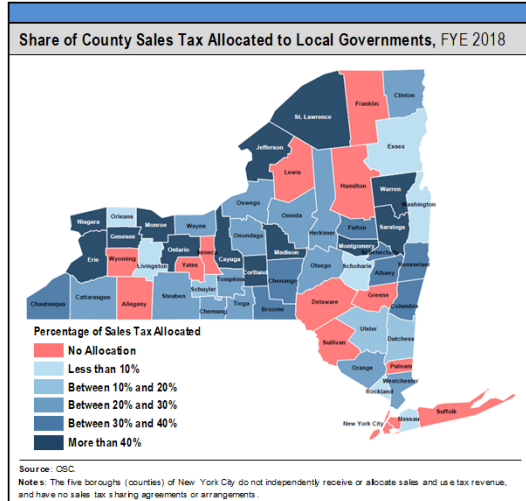 Share of County Sales Tax Allocated to Local Governments, FYE 2018
Clinton
Franklin
St. Lawrence
Essex
Jefferson
Lewis
Hamilton
Warren
Washington
Oswego
Oneida
Herkimer
Fulton
Saratoga
Niagara
Orleans
Monroe
Wayne
Genesee
Ontario
Seneca
Cayuga
Onondaga
Madison
Montgomery
Schenectady
Rensselaer
Erie
Wyoming
Livingston
Yates
Cortland
Chenango
Otsego
Schoharie
Albany
Chautauqua
Cattaraugus
Allegany
Steuben
Schuyler
Tompkins
Chemung
Tioga
Broome
Delaware
Greene
Columbia
Ulster
Dutchess
Sullivan
Orange
Putnam
Westchester
Rockland
Nassau
Suffolk
New York City
Percentage of Sales Tax Allocated
No Allocation
Less than 10%
Between 10% and 20%
Between 20% and 30%
Between 30% and 40%
More than 40%
Source: OSC.
Notes: The five boroughs (counties) of New York City do not independently receive or allocate sales and use tax revenue,
and have no sales tax sharing agreements or arrangements.